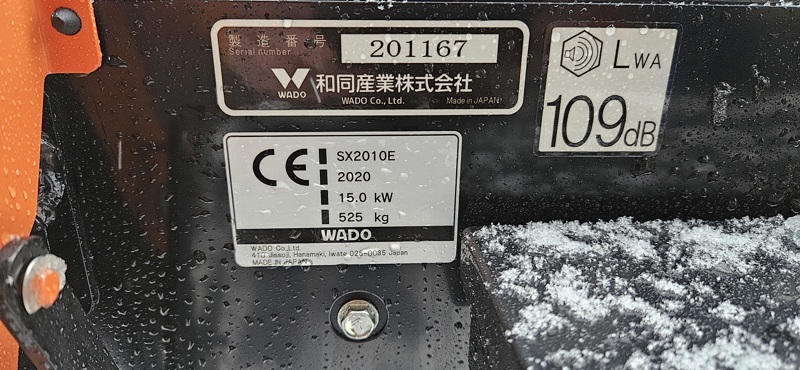 製造番号
Serial number
201167
WADO
和同産業株式会社
WADO Co., Ltd.
Made in JAPAN
LWA
109dB
CE
SX2010E
2020
15.0 kW
525 kg
WADO
WADO Co.,Ltd.
410 Jissoji, Hanamaki, Iwate 025-0035 Japan
MADE IN JAPAN